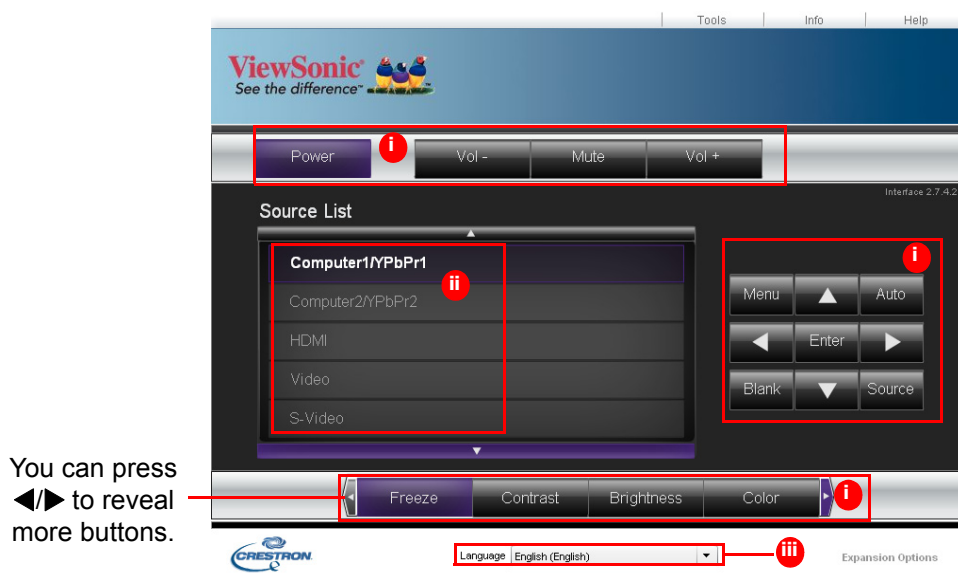 Tools Info Help
ViewSonic®
See the difference™
Power i Vol - Mute Vol +
Interface 2.7.4.2
Source List
Computer1/YPbPr1
ii
Computer2/YPbPr2
HDMI
Video
S-Video
i
Menu Auto
Enter
Blank Source
You can press
◀/▶ to reveal
more buttons.
Freeze Contrast Brightness Color i
CRESTRON
Language English (English) iii
Expansion Options